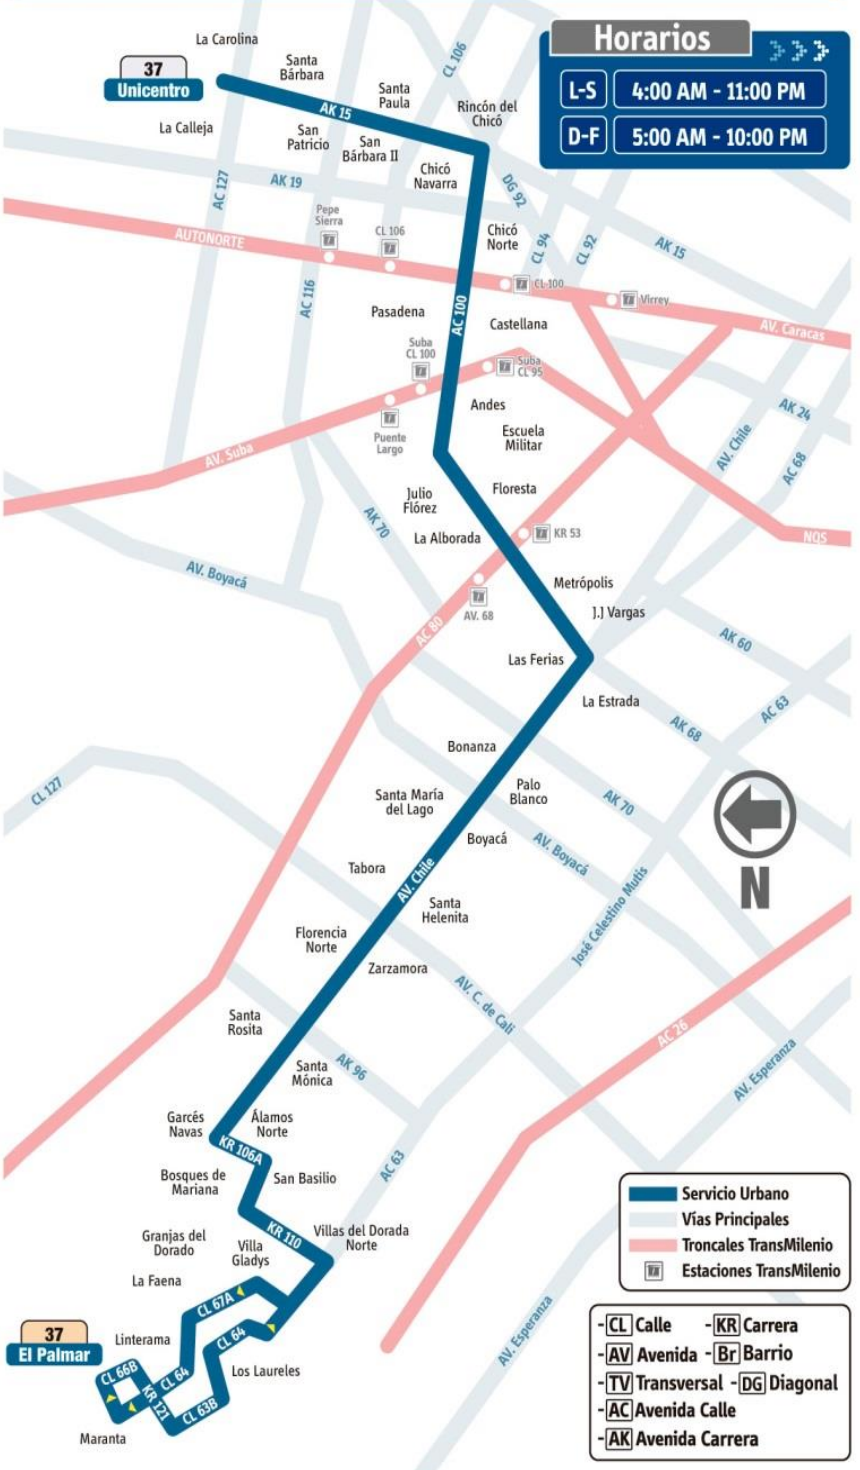 La Carolina
37
Unicentro
Santa
Bárbara
CL 106
Horarios
L-S
4:00 AM - 11:00 PM
D-F
5:00 AM - 10:00 PM
Santa
Paula
Rincón del
Chicó
AK 15
La Calleja
San
Patricio
San
Bárbara II
Chicó
Navarra
AC 127
AK 19
DG 92
Pepe
Sierra
CL 106
Chicó
Norte
CL 94
CL 92
AK 15
AUTONORTE
AC 116
CL 100
Virrey
Pasadena
AC 100
Castellana
AV. Caracas
Suba
CL 100
Suba
CL 95
Andes
AK 24
Puente
Largo
Escuela
Militar
AV. Chile
AC 68
AV. Suba
Julio
Flórez
Floresta
AK 70
La Alborada
KR 53
NQS
AV. Boyacá
Metrópolis
AV. 68
J.J Vargas
AC 80
AK 60
Las Ferias
La Estrada
AC 63
AK 68
Bonanza
CL 127
Santa María
del Lago
Palo
Blanco
AK 70
Boyacá
AV. Boyacá
Tabora
AV. Chile
N
Santa
Helenita
José Celestino Mutis
Florencia
Norte
Zarzamora
AV. C. de Cali
Santa
Rosita
AC 26
AK 96
Santa
Mónica
AV. Esperanza
Garcés
Navas
Álamos
Norte
KR 106A
AC 63
Bosques de
Mariana
San Basilio
Servicio Urbano
Vías Principales
Troncales TransMilenio
Estaciones TransMilenio
KR 110
Villas del Dorada
Norte
Granjas del
Dorado
Villa
Gladys
La Faena
CL 67A
37
El Palmar
Linterama
CL 64
AV. Esperanza
CL 66B
CL 64
Los Laureles
KR 121
CL 63B
Maranta
-CL Calle -KR Carrera
-AV Avenida -Br Barrio
-TV Transversal -DG Diagonal
-AC Avenida Calle
-AK Avenida Carrera